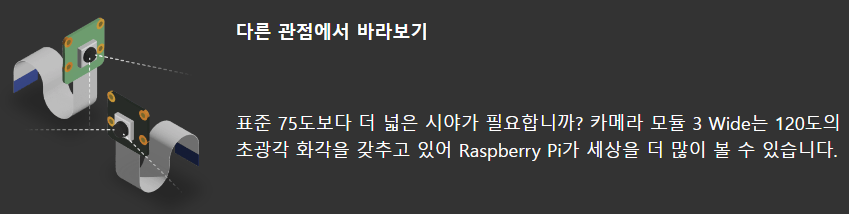 다른 관점에서 바라보기
표준 75도보다 더 넓은 시야가 필요합니까? 카메라 모듈 3 Wide는 120도의
초광각 화각을 갖추고 있어 Raspberry Pi가 세상을 더 많이 볼 수 있습니다.